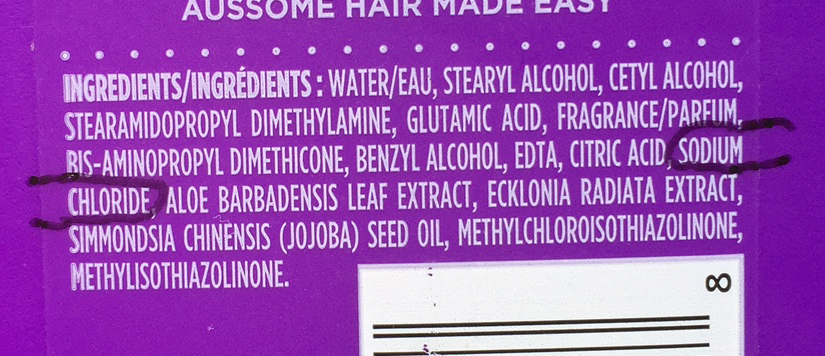 AUSSOME HAIR MADE EASY
INGREDIENTS/INGRÉDIENTS : WATER/EAU, STEARYL ALCOHOL, CETYL ALCOHOL,
STEARAMIDOPROPYL DIMETHYLAMINE, GLUTAMIC ACID, FRAGRANCE/PARFUM,
BIS-AMINOPROPYL DIMETHICONE, BENZYL ALCOHOL, EDTA, CITRIC ACID, SODIUM
CHLORIDE, ALOE BARBADENSIS LEAF EXTRACT, ECKLONIA RADIATA EXTRACT,
SIMMONDSIA CHINENSIS (JOJOBA) SEED OIL, METHYLCHLOROISOTHIAZOLINONE,
METHYLISOTHIAZOLINONE.
8